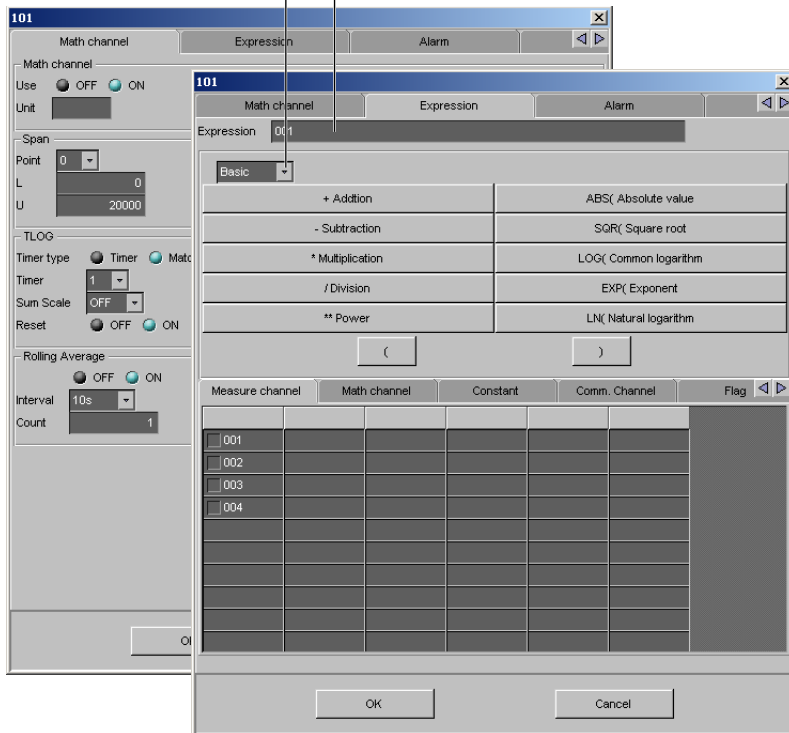 101
Math channel Expression Alarm
Math channel
Use OFF ON
Unit
Span
Point 0
L 0
U 20000
TLOG
Timer type Timer
Timer 1
Sum Scale OFF
Reset OFF ON
Rolling Average
OFF ON
Interval 10s
Count 1
101
Math channel Expression Alarm
Expression 001
Basic
+ Addtion ABS( Absolute value
- Subtraction SQR( Square root
* Multiplication LOG( Common logarithm
/ Division EXP( Exponent
** Power LN( Natural logarithm
( )
Measure channel Math channel Constant Comm. Channel Flag
001
002
003
004
OK Cancel